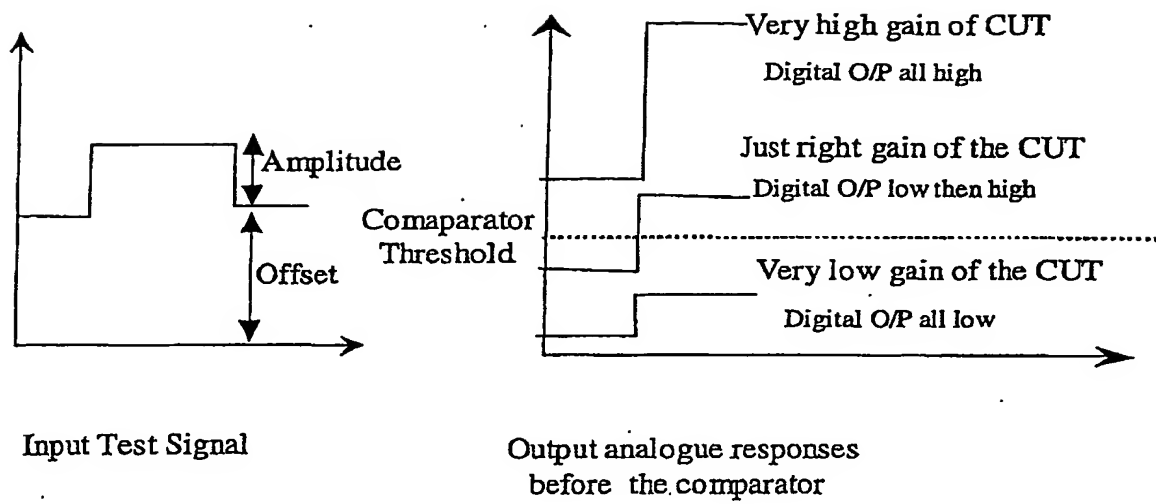 Amplitude
Offset
Input Test Signal
Very high gain of CUT
Digital O/P all high
Just right gain of the CUT
Digital O/P low then high
Comaparator
Threshold
Very low gain of the CUT
Digital O/P all low
Output analogue responses
before the comparator